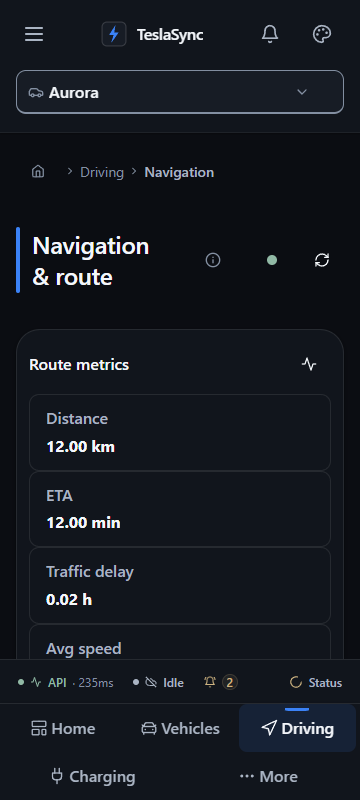 TeslaSync
Aurora
Driving
Navigation
Navigation
& route
Route metrics
Distance
12.00 km
ETA
12.00 min
Traffic delay
0.02 h
Avg speed
API · 235ms
Idle
2
Status
Home
Vehicles
Driving
Charging
More